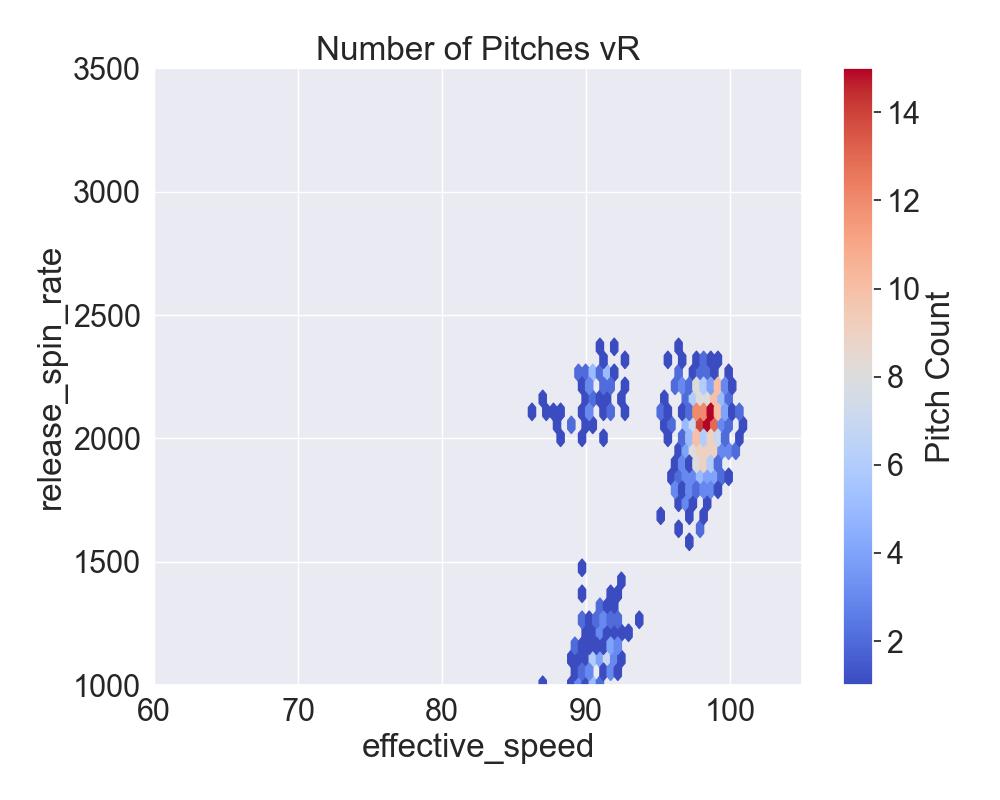 Number of Pitches vR
3500
3000
2500
2000
1500
1000
release_spin_rate
60 70 80 90 100
effective_speed
14
12
10
8
6
4
2
Pitch Count